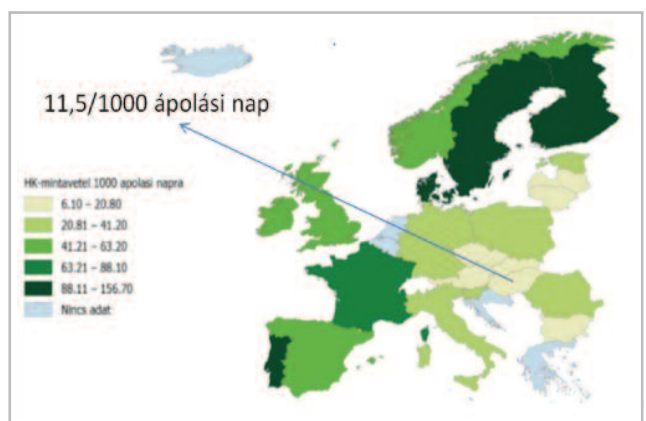 11,5/1000 ápolási nap
HK-mintavetel 1000 apolasi napra
6.10 – 20.80
20.81 – 41.20
41.21 – 63.20
63.21 – 88.10
88.11 – 156.70
Nincs adat